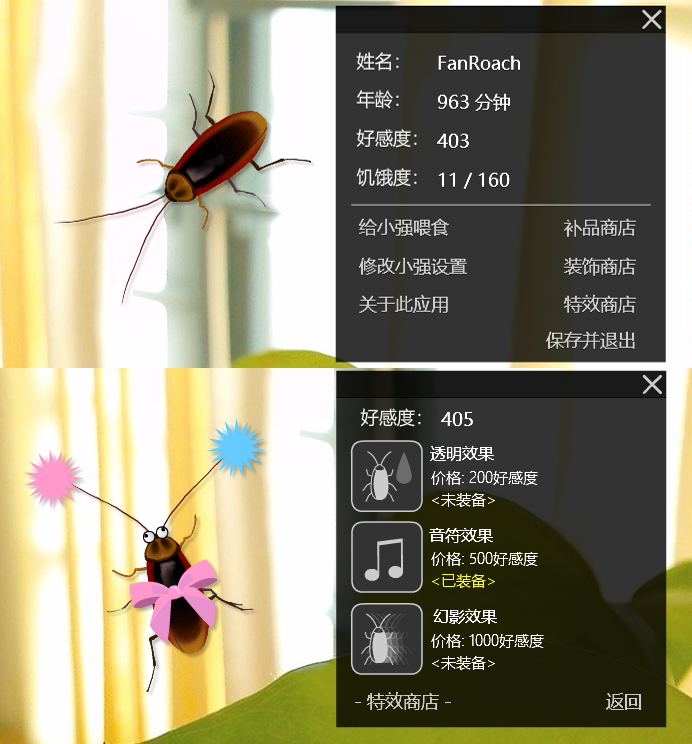 姓名： FanRoach
年龄： 963 分钟
好感度： 403
饥饿度： 11 / 160
给小强喂食 补品商店
修改小强设置 装饰商店
关于此应用 特效商店
保存并退出
好感度： 405
透明效果
价格: 200好感度
<未装备>
音符效果
价格: 500好感度
<已装备>
幻影效果
价格: 1000好感度
<未装备>
- 特效商店 - 返回